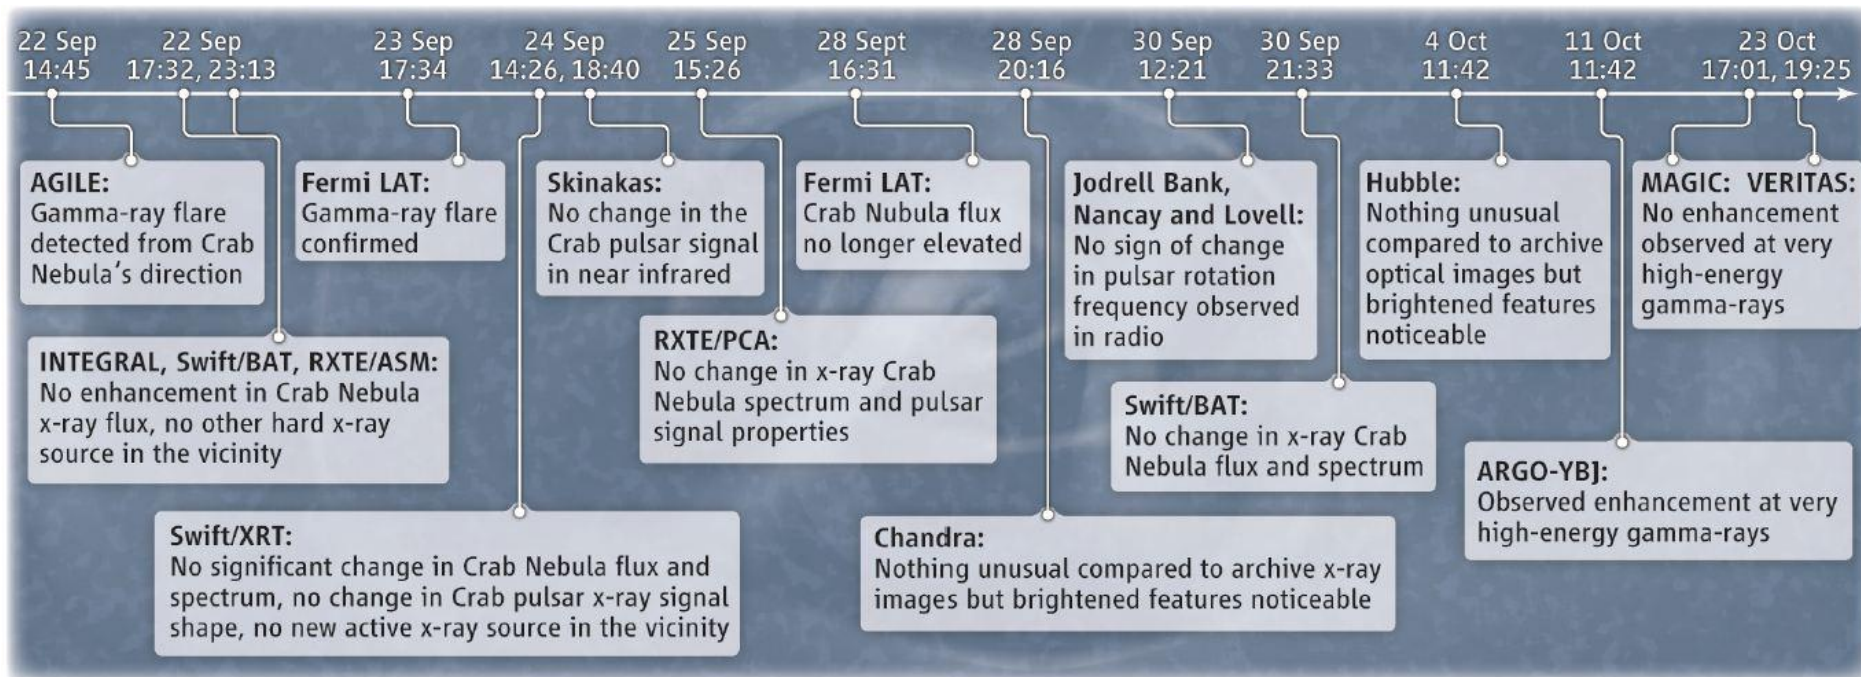 22 Sep
14:45
22 Sep
17:32, 23:13
23 Sep
17:34
24 Sep
14:26, 18:40
25 Sep
15:26
28 Sept
16:31
28 Sep
20:16
30 Sep
12:21
30 Sep
21:33
4 Oct
11:42
11 Oct
11:42
23 Oct
17:01, 19:25
AGILE:
Gamma-ray flare
detected from Crab
Nebula's direction
INTEGRAL, Swift/BAT, RXTE/ASM:
No enhancement in Crab Nebula
x-ray flux, no other hard x-ray
source in the vicinity
Fermi LAT:
Gamma-ray flare
confirmed
Swift/XRT:
No significant change in Crab Nebula flux and
spectrum, no change in Crab pulsar x-ray signal
shape, no new active x-ray source in the vicinity
Skinakas:
No change in the
Crab pulsar signal
in near infrared
RXTE/PCA:
No change in x-ray Crab
Nebula spectrum and pulsar
signal properties
Fermi LAT:
Crab Nubula flux
no longer elevated
Chandra:
Nothing unusual compared to archive x-ray
images but brightened features noticeable
Jodrell Bank,
Nancay and Lovell:
No sign of change
in pulsar rotation
frequency observed
in radio
Swift/BAT:
No change in x-ray Crab
Nebula flux and spectrum
Hubble:
Nothing unusual
compared to archive
optical images but
brightened features
noticeable
ARGO-YBJ:
Observed enhancement at very
high-energy gamma-rays
MAGIC: VERITAS:
No enhancement
observed at very
high-energy
gamma-rays